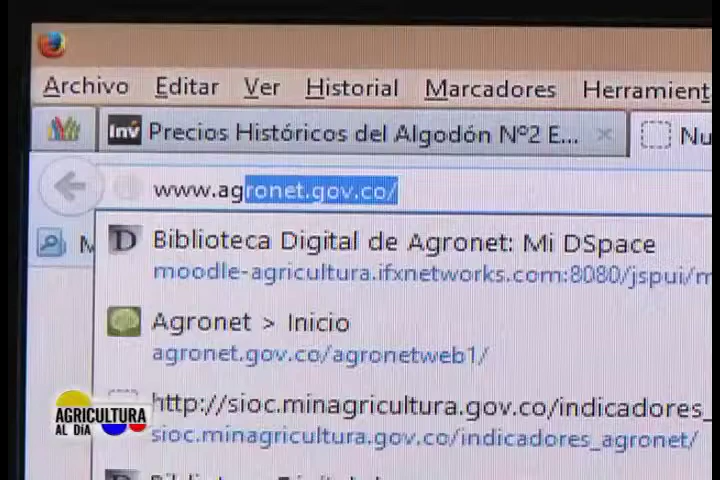 Archivo Editar Ver Historial Marcadores Herramient
Inv Precios Históricos del Algodón Nº2 E... × Nu
www.agronet.gov.co/
M
D Biblioteca Digital de Agronet: Mi DSpace
moodle-agricultura.ifxnetworks.com:8080/jspui/m
Agronet > Inicio
agronet.gov.co/agronetweb1/
http://sioc.minagricultura.gov.co/indicadores_
sioc.minagricultura.gov.co/indicadores_agronet/
AGRICULTURA
AL DÍA